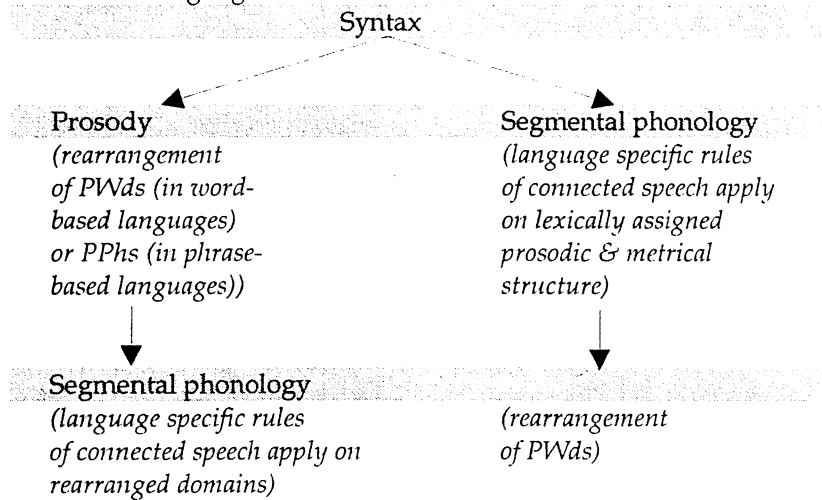 Syntax
Prosody
(rearrangement
of PWds (in word-
based languages)
or PPhs (in phrase-
based languages))
Segmental phonology
(language specific rules
of connected speech apply on
rearranged domains)
Segmental phonology
(language specific rules
of connected speech apply
on lexically assigned
prosodic & metrical
structure)
(rearrangement
of PWds)